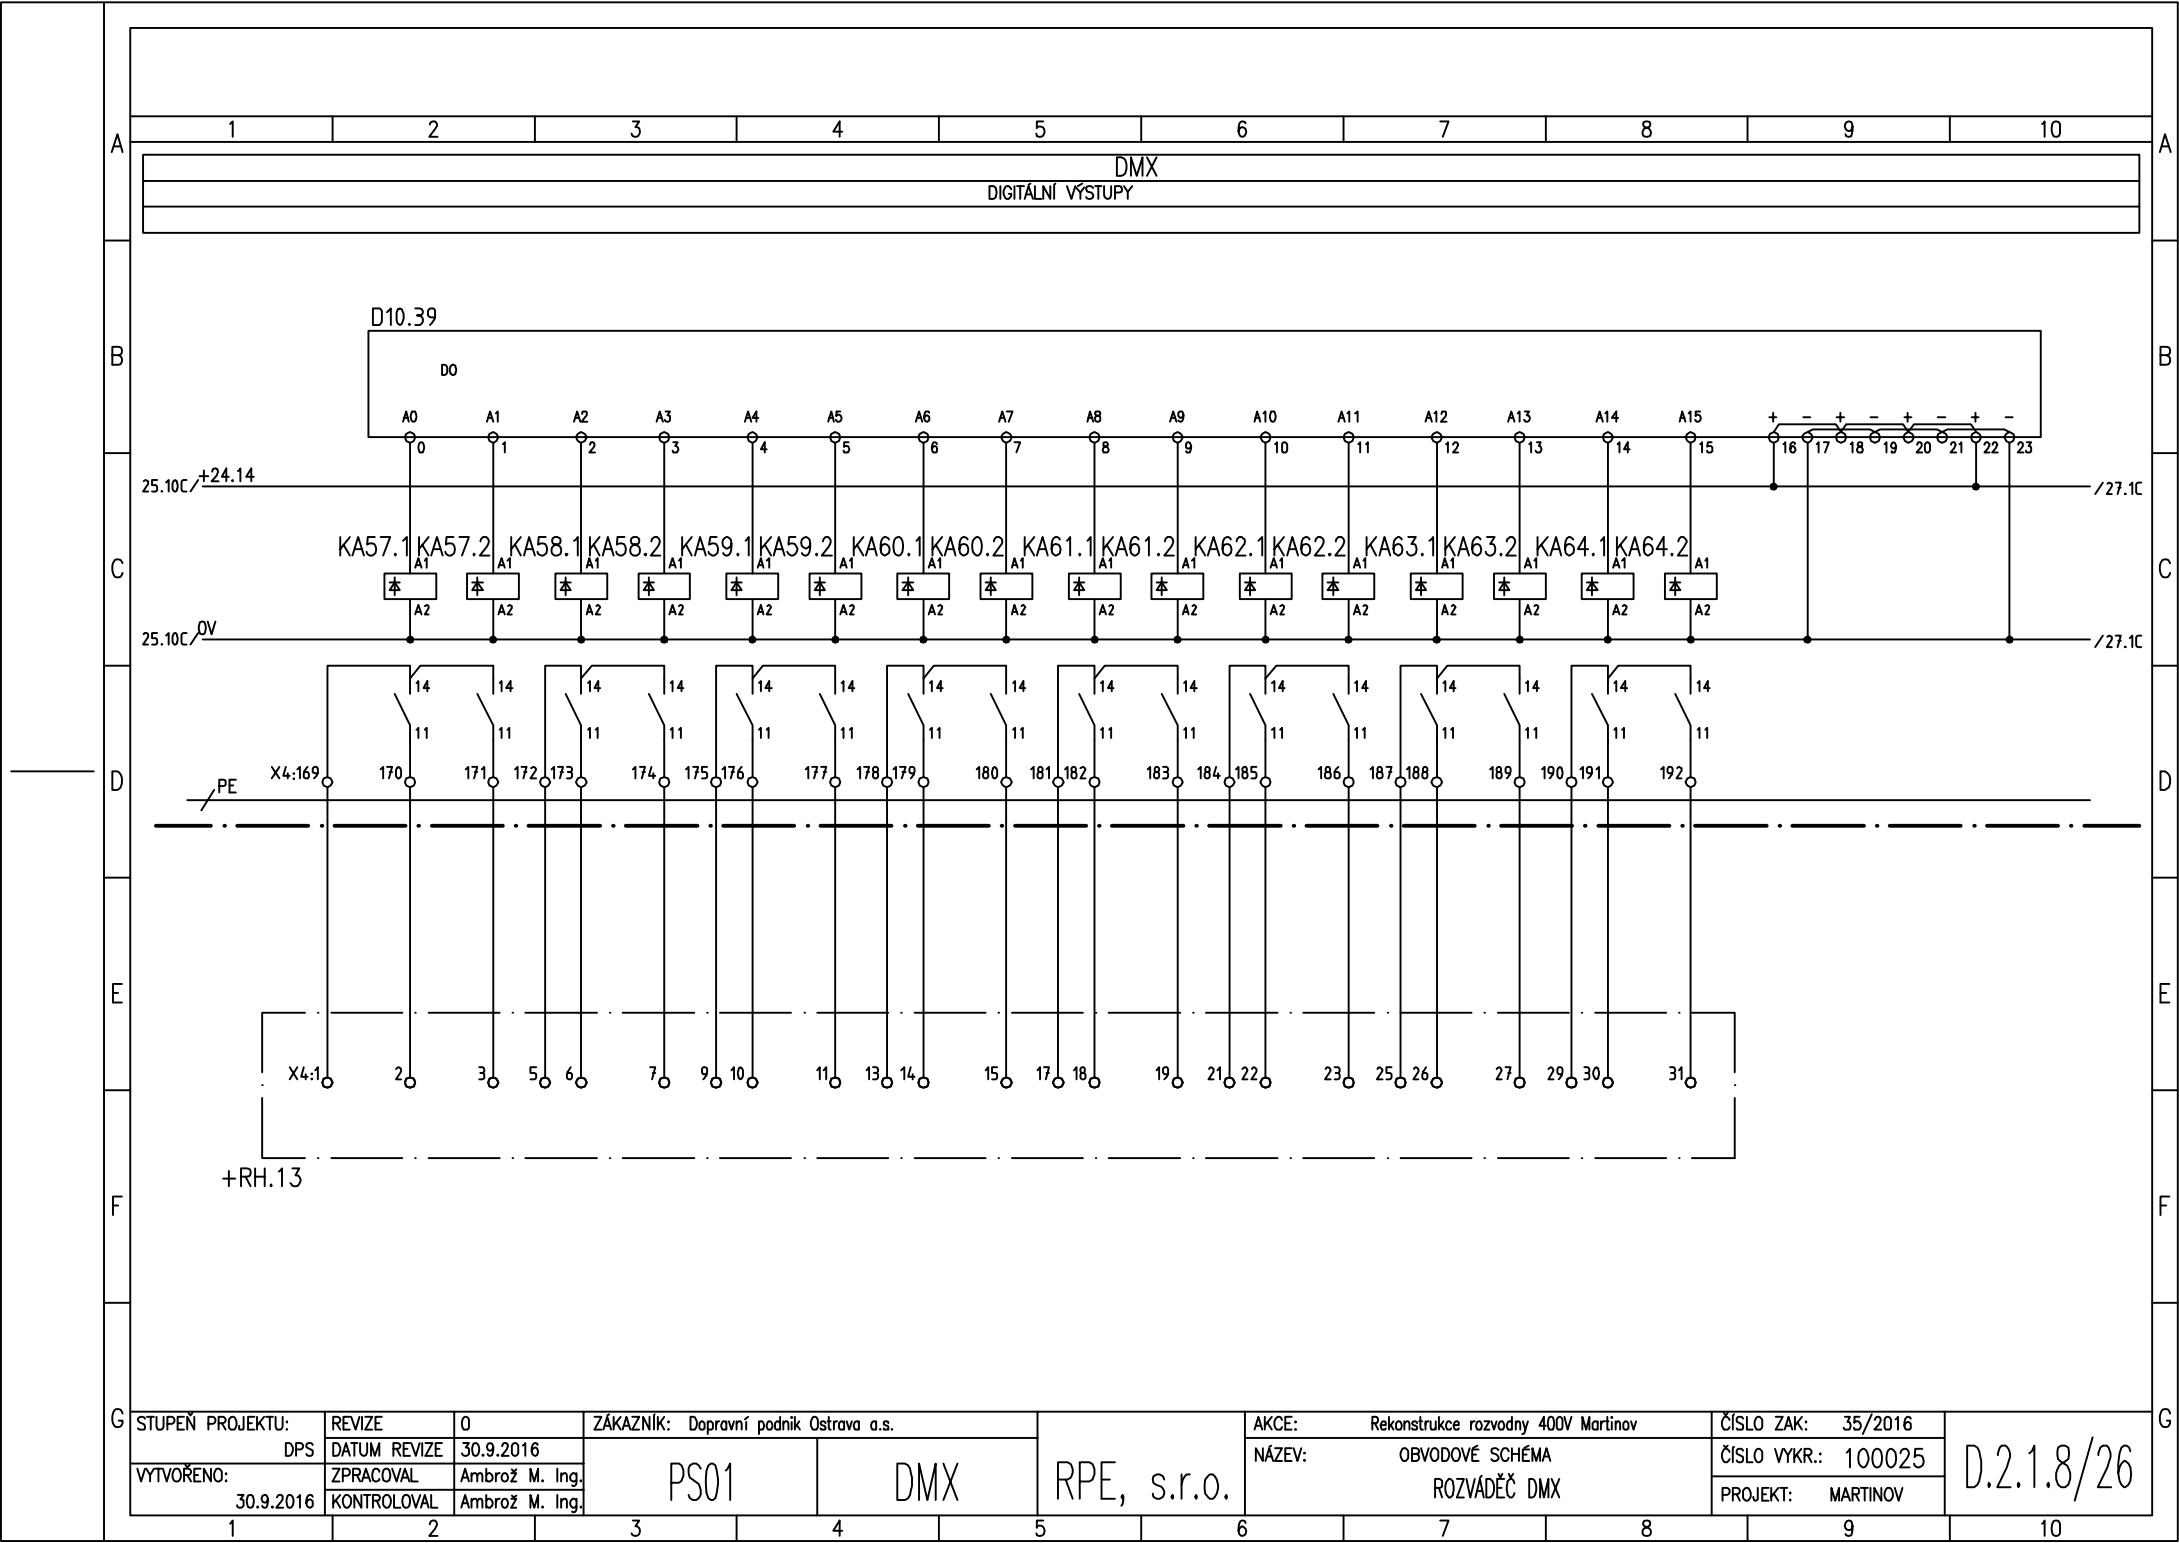 1 2 3 4 5 6 7 8 9 10
A A
DMX
DIGITÁLNÍ VÝSTUPY
D10.39
B B
DO
A0 A1 A2 A3 A4 A5 A6 A7 A8 A9 A10 A11 A12 A13 A14 A15 + - + - + - + -
0 1 2 3 4 5 6 7 8 9 10 11 12 13 14 15 16 17 18 19 20 21 22 23
25.10C/ +24.14 /27.1C
KA57.1 KA57.2 KA58.1 KA58.2 KA59.1 KA59.2 KA60.1 KA60.2 KA61.1 KA61.2 KA62.1 KA62.2 KA63.1 KA63.2 KA64.1 KA64.2
A1 A1 A1 A1 A1 A1 A1 A1 A1 A1 A1 A1 A1 A1 A1 A1
C C
A2 A2 A2 A2 A2 A2 A2 A2 A2 A2 A2 A2 A2 A2 A2 A2
25.10C/ 0V /27.1C
14 14 14 14 14 14 14 14 14 14 14 14 14 14 14 14
11 11 11 11 11 11 11 11 11 11 11 11 11 11 11 11
X4:169 170 171 172 173 174 175 176 177 178 179 180 181 182 183 184 185 186 187 188 189 190 191 192
D D
PE
E E
X4:1 2 3 5 6 7 9 10 11 13 14 15 17 18 19 21 22 23 25 26 27 29 30 31
+RH.13
F F
G G
STUPEŇ PROJEKTU: REVIZE 0 ZÁKAZNÍK: Dopravní podnik Ostrava a.s. AKCE: Rekonstrukce rozvodny 400V Martinov ČÍSLO ZAK: 35/2016
DPS DATUM REVIZE 30.9.2016 NÁZEV: OBVODOVÉ SCHÉMA ČÍSLO VYKR.: 100025
VYTVOŘENO: ZPRACOVAL Ambrož M. Ing. PS01 DMX RPE, s.r.o. ROZVÁDĚČ DMX D.2.1.8/26
30.9.2016 KONTROLOVAL Ambrož M. Ing. PROJEKT: MARTINOV
1 2 3 4 5 6 7 8 9 10